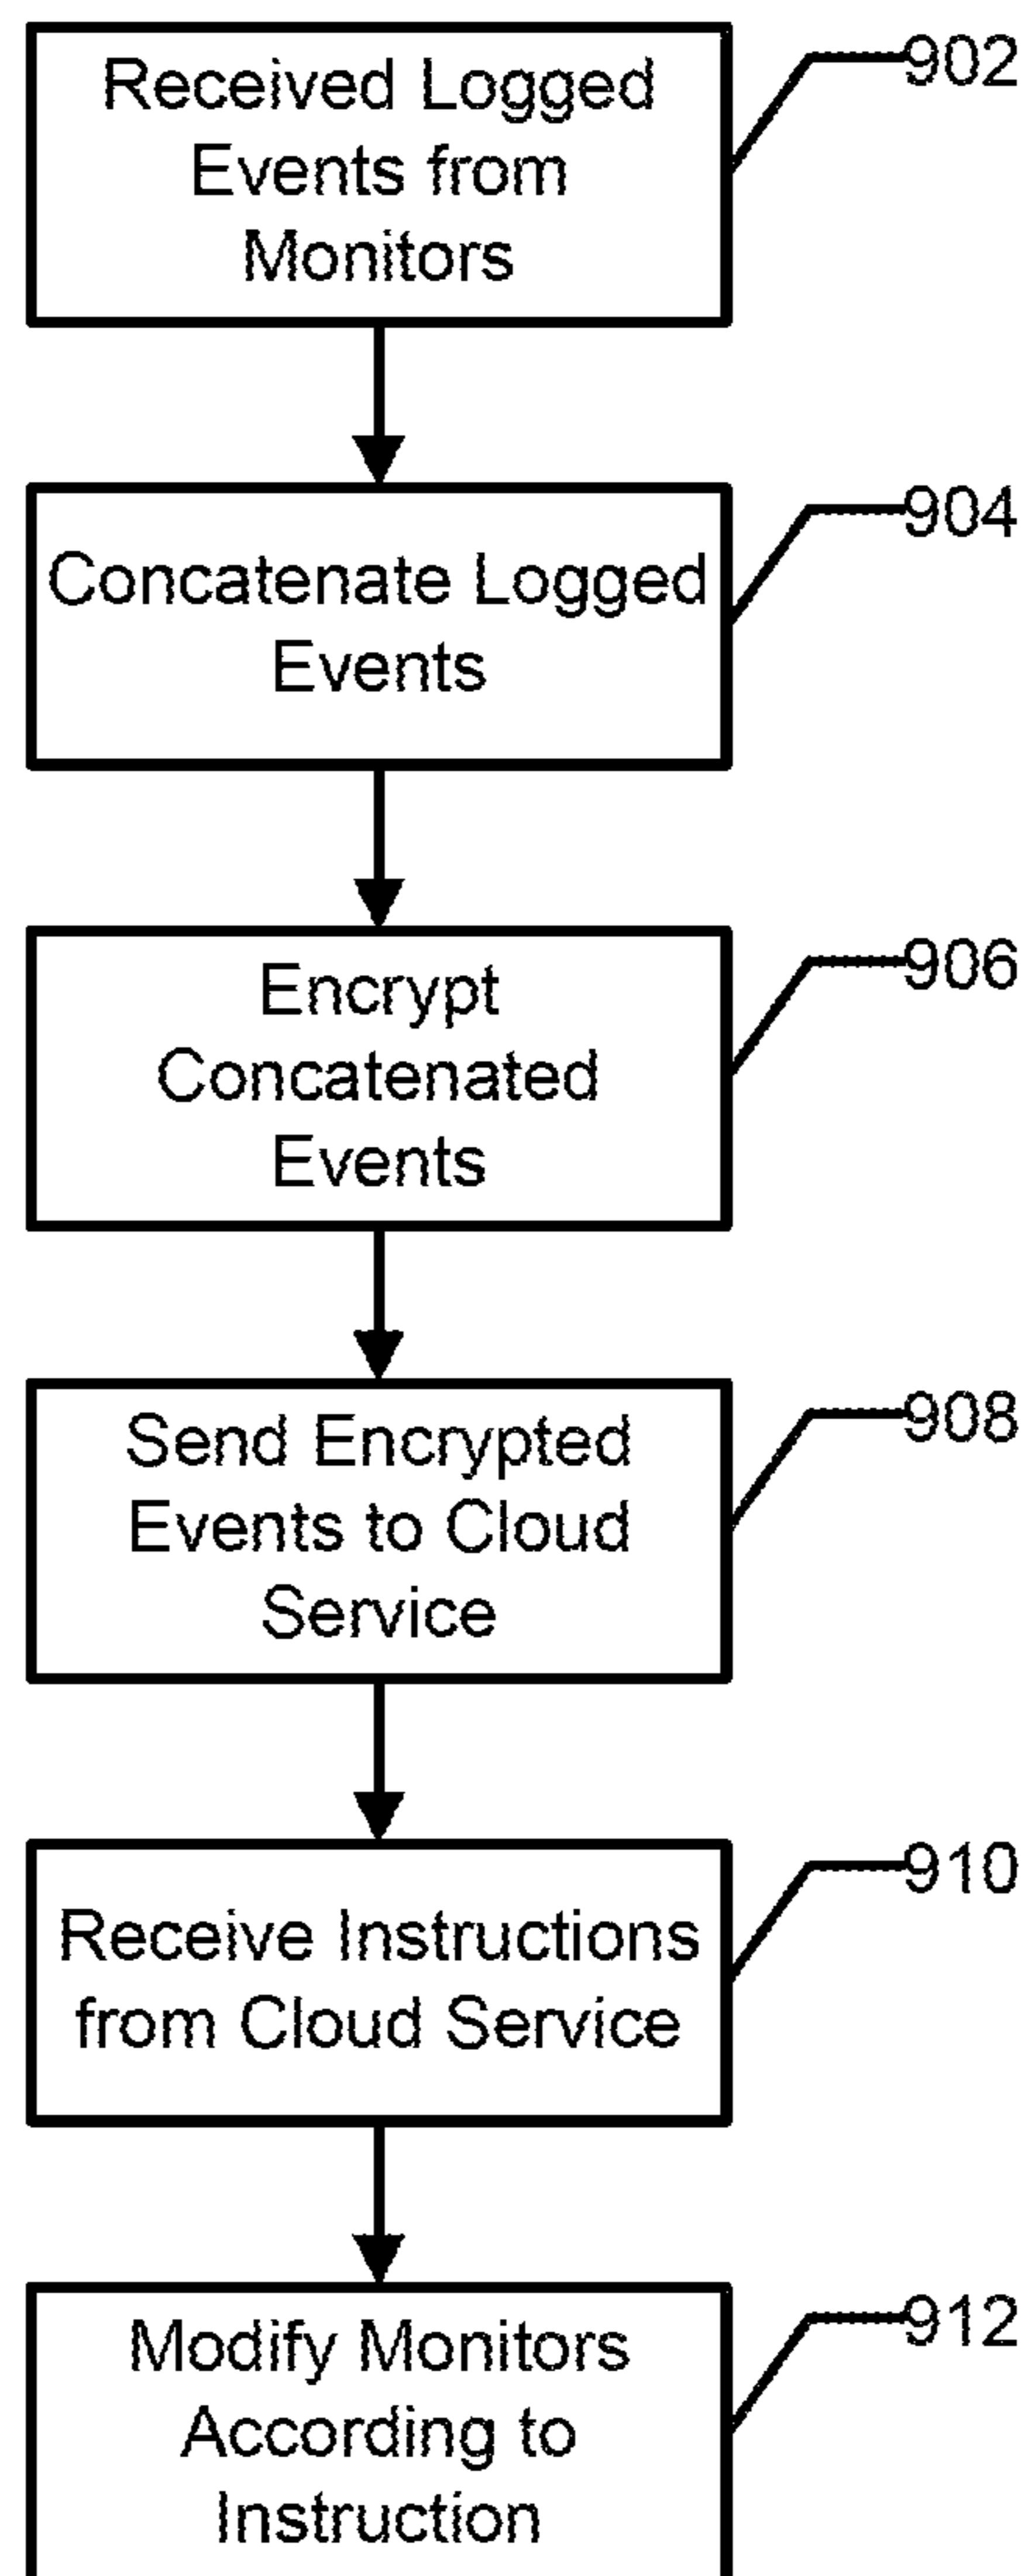 Received Logged
Events from
Monitors
902
Concatenate Logged
Events
904
Encrypt
Concatenated
Events
906
Send Encrypted
Events to Cloud
Service
908
Receive Instructions
from Cloud Service
910
Modify Monitors
According to
Instruction
912